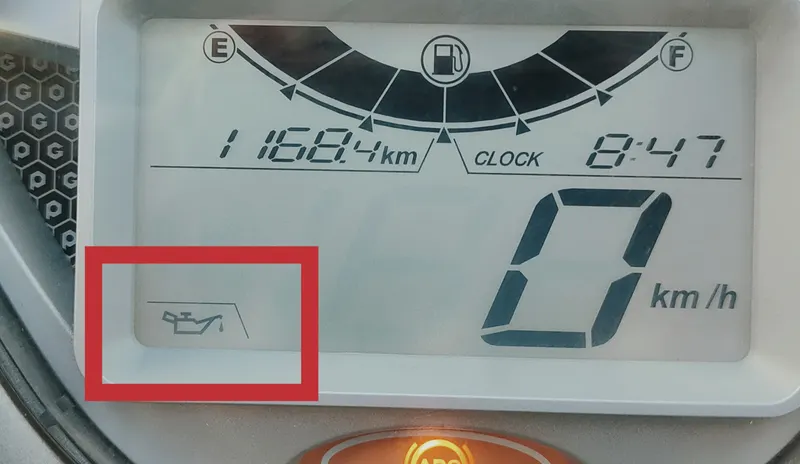 E F
1168.4km CLOCK 8:47
0 km/h
ABS